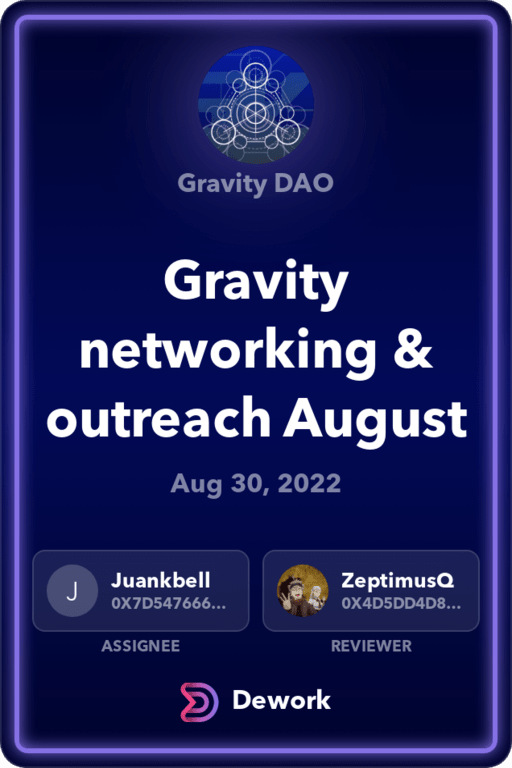 Gravity DAO
Gravity
networking &
outreach August
Aug 30, 2022
J
Juankbell
0X7D547666...
ASSIGNEE
ZeptimusQ
0X4D5DD4D8...
REVIEWER
Dework